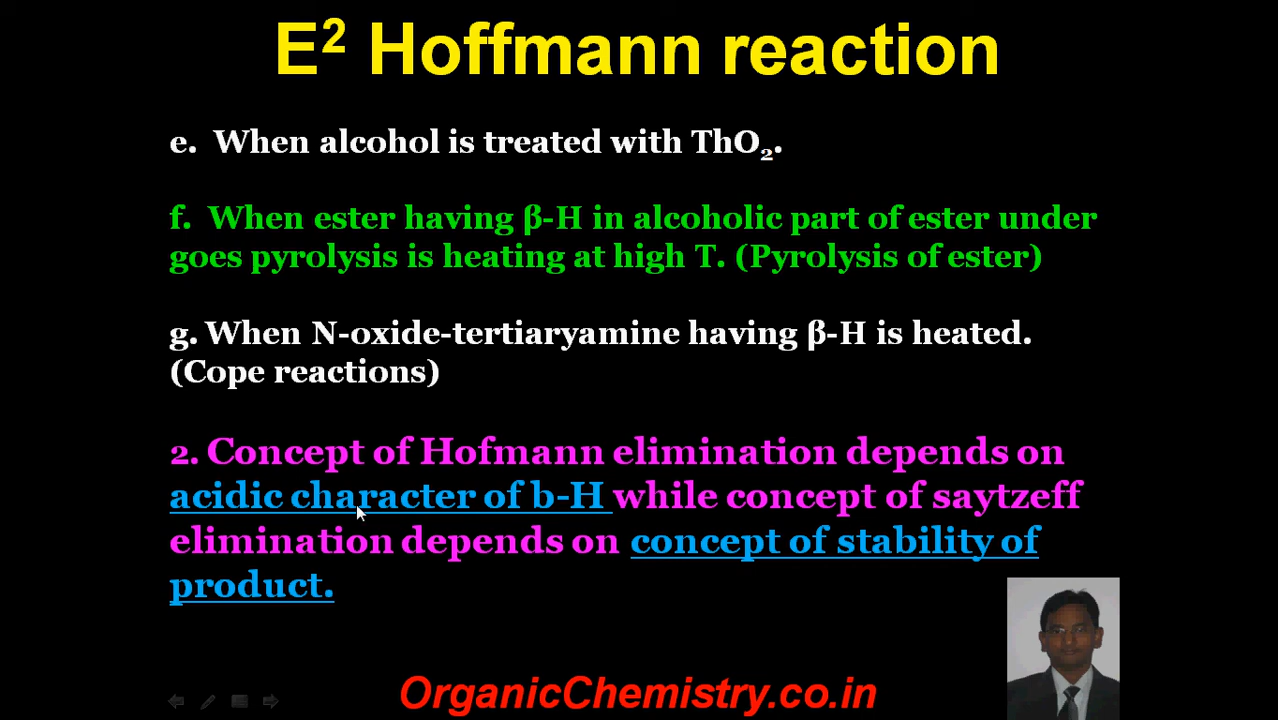 E² Hoffmann reaction
e. When alcohol is treated with ThO₂.
f. When ester having β-H in alcoholic part of ester under
goes pyrolysis is heating at high T. (Pyrolysis of ester)
g. When N-oxide-tertiaryamine having β-H is heated.
(Cope reactions)
2. Concept of Hofmann elimination depends on
acidic character of b-H while concept of saytzeff
elimination depends on concept of stability of
product.
OrganicChemistry.co.in